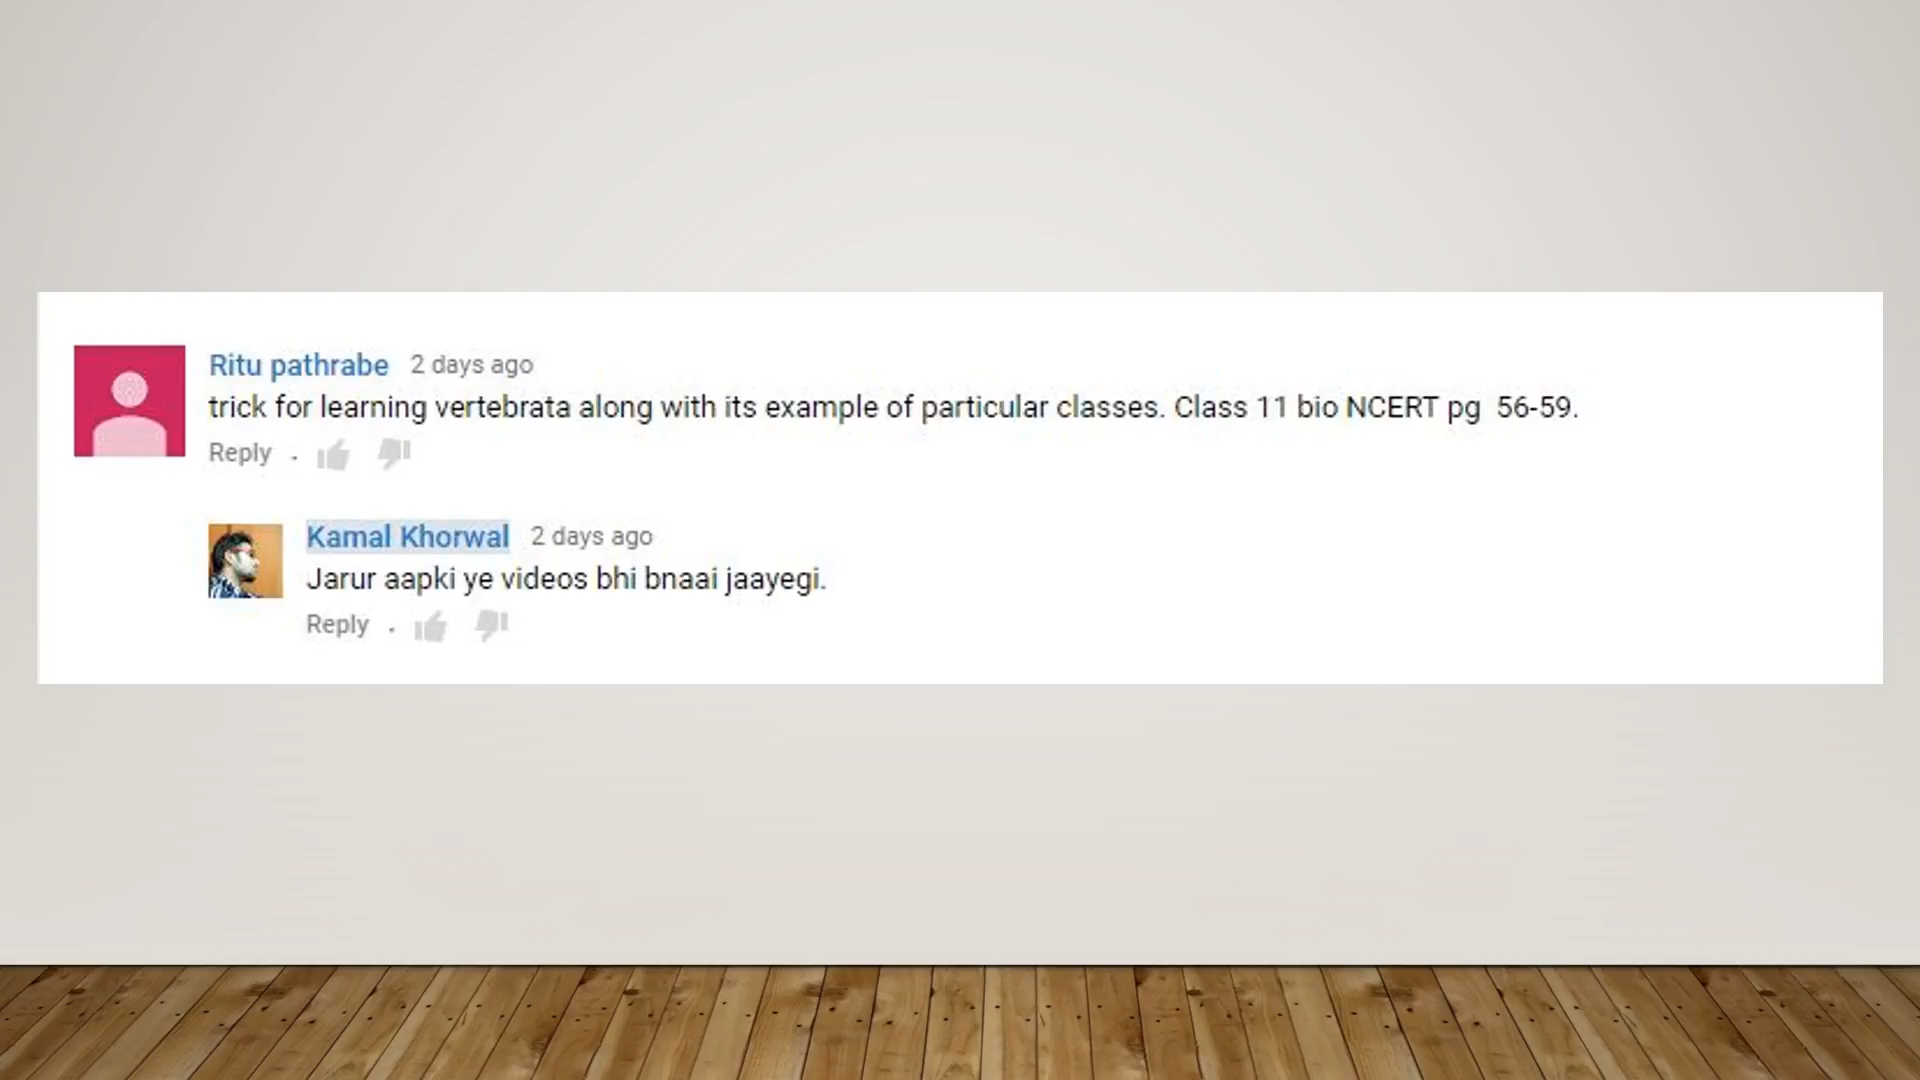 Ritu pathrabe 2 days ago
trick for learning vertebrata along with its example of particular classes. Class 11 bio NCERT pg 56-59.
Reply .
Kamal Khorwal 2 days ago
Jarur aapki ye videos bhi bnaai jaayegi.
Reply .